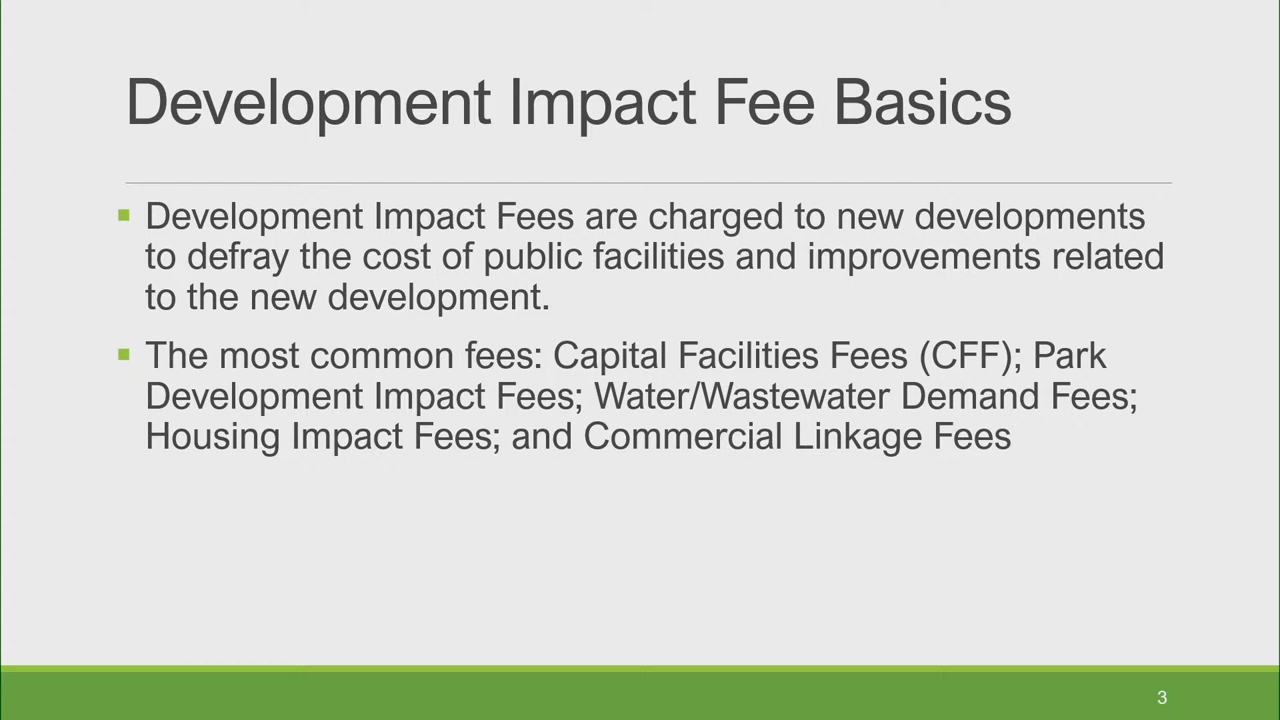 Development Impact Fee Basics
▪ Development Impact Fees are charged to new developments
to defray the cost of public facilities and improvements related
to the new development.
▪ The most common fees: Capital Facilities Fees (CFF); Park
Development Impact Fees; Water/Wastewater Demand Fees;
Housing Impact Fees; and Commercial Linkage Fees
3